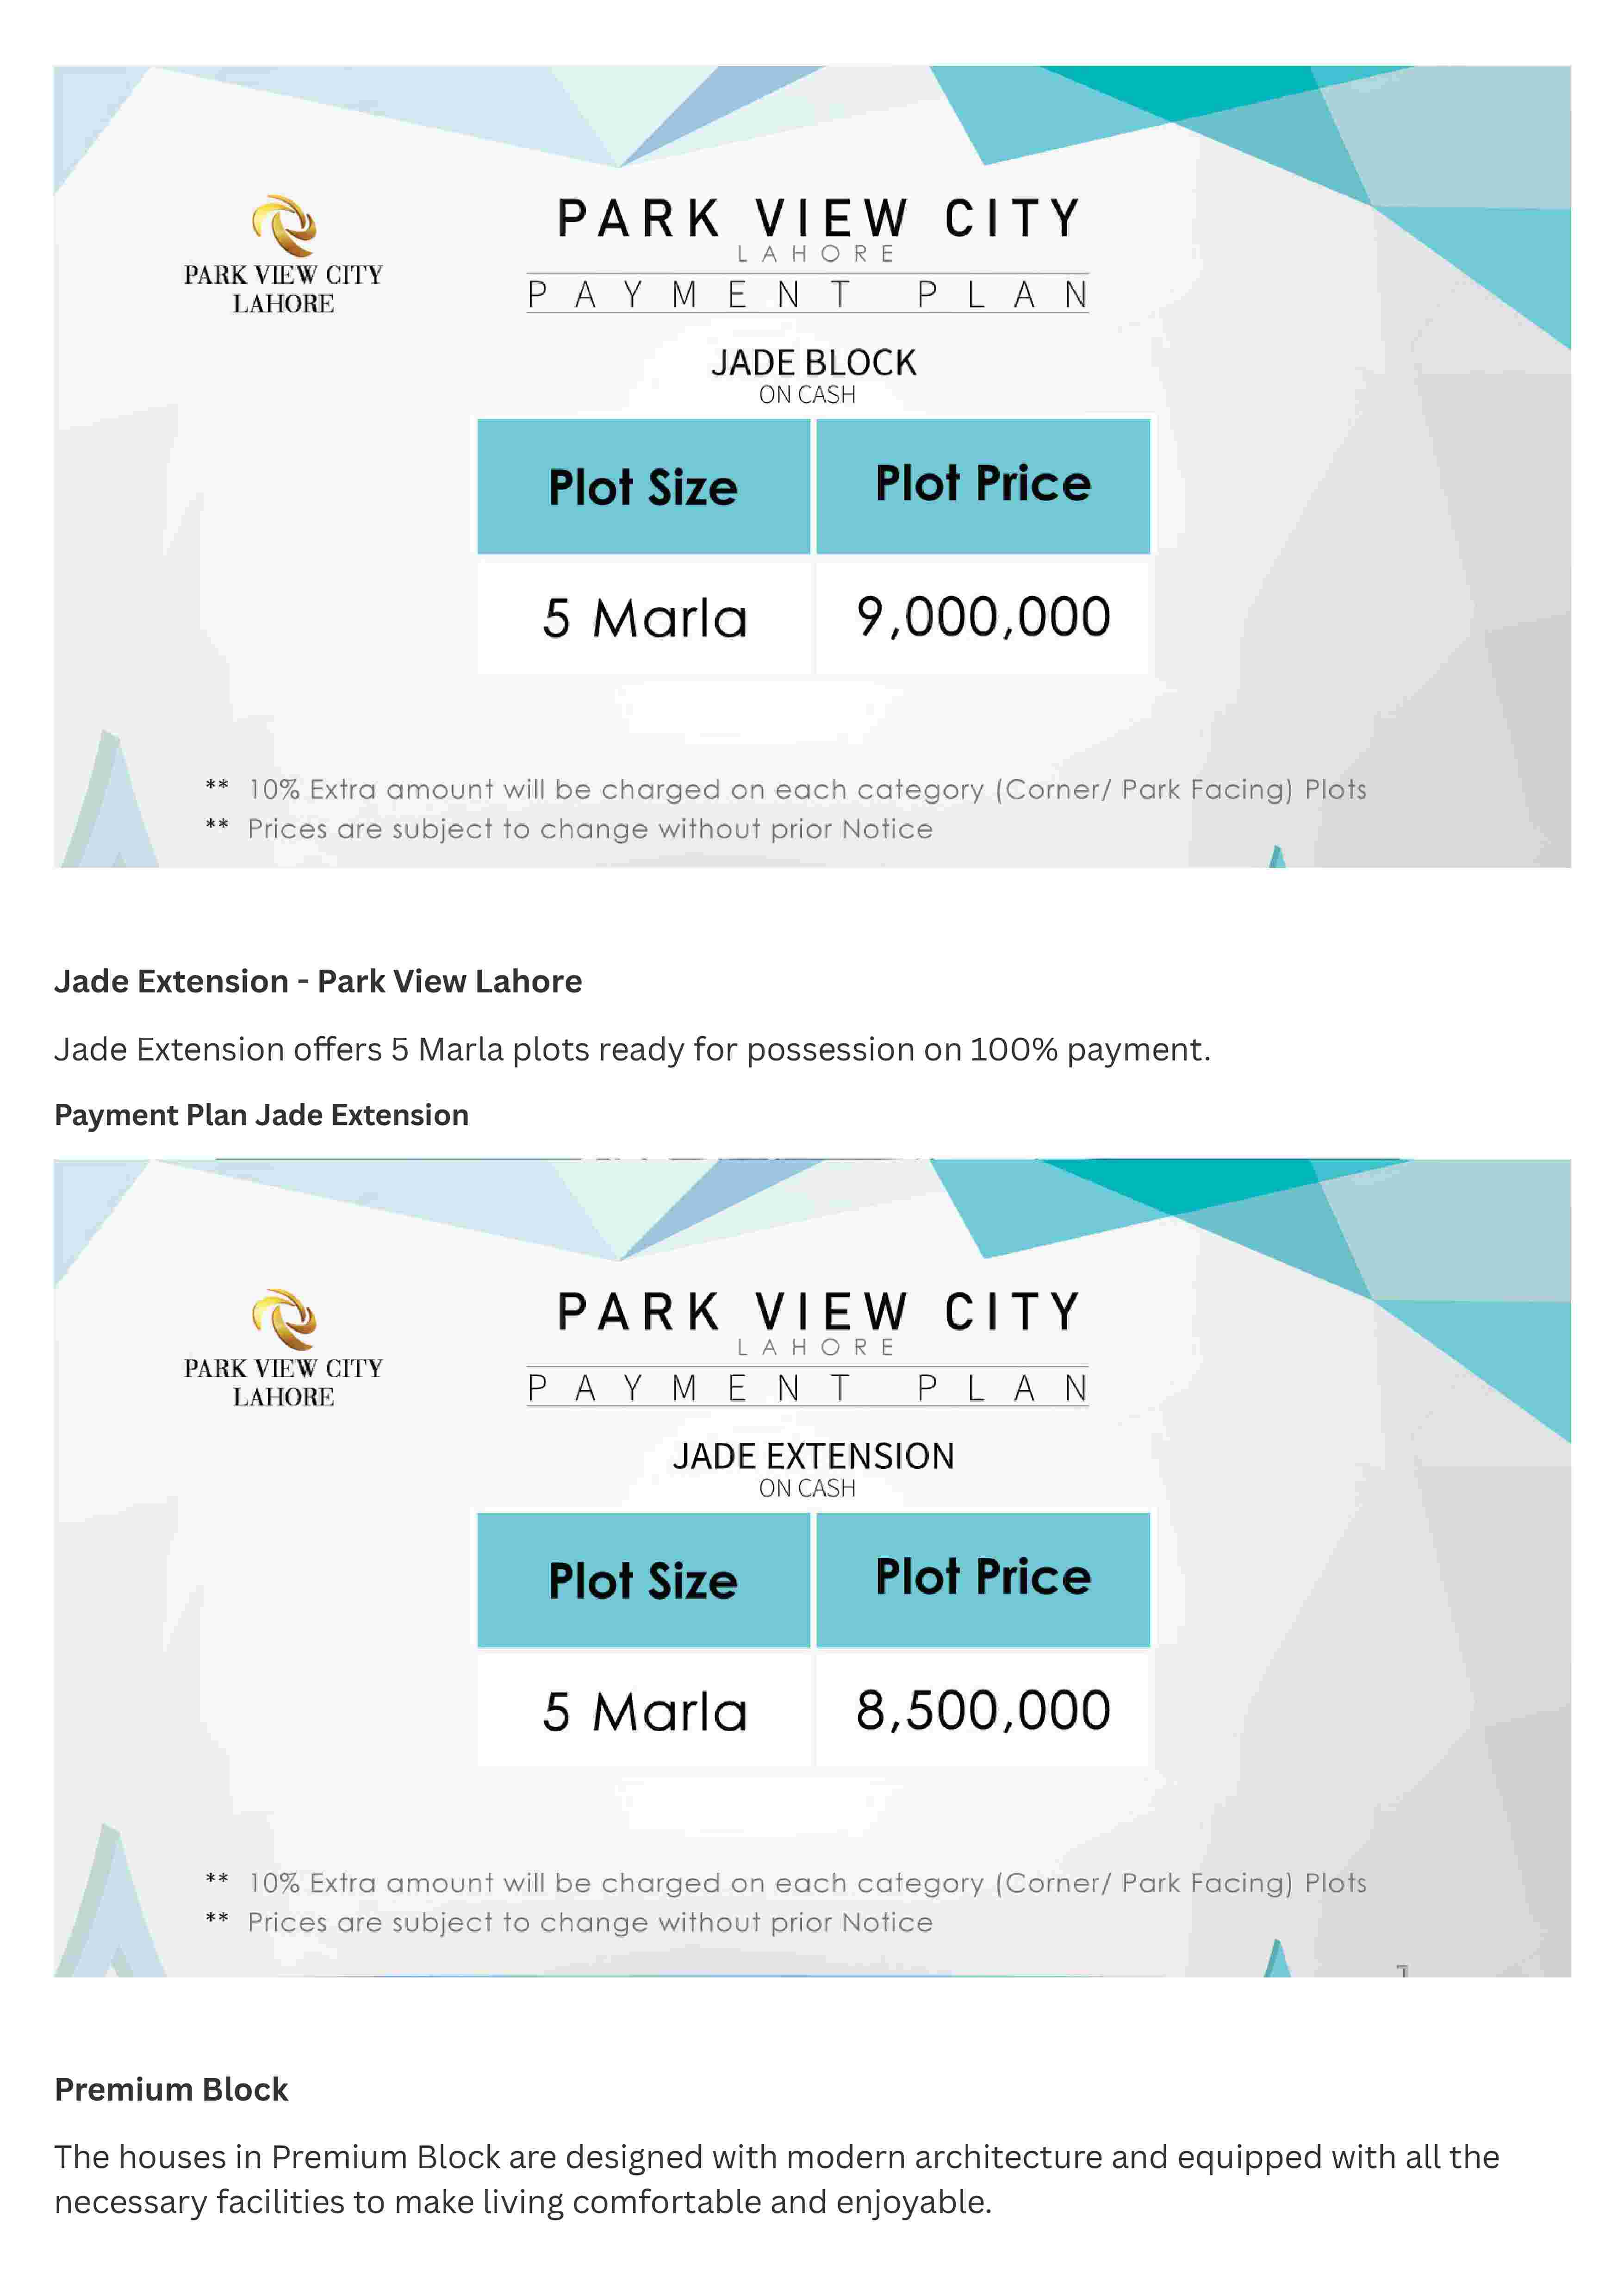 PARK VIEW CITY
LAHORE
PARK VIEW CITY
LAHORE
PAYMENT PLAN
JADE BLOCK
ON CASH
Plot Size Plot Price
5 Marla 9,000,000
** 10% Extra amount will be charged on each category (Corner/ Park Facing) Plots
** Prices are subject to change without prior Notice
Jade Extension - Park View Lahore
Jade Extension offers 5 Marla plots ready for possession on 100% payment.
Payment Plan Jade Extension
PARK VIEW CITY
LAHORE
PARK VIEW CITY
LAHORE
PAYMENT PLAN
JADE EXTENSION
ON CASH
Plot Size Plot Price
5 Marla 8,500,000
** 10% Extra amount will be charged on each category (Corner/ Park Facing) Plots
** Prices are subject to change without prior Notice
Premium Block
The houses in Premium Block are designed with modern architecture and equipped with all the
necessary facilities to make living comfortable and enjoyable.